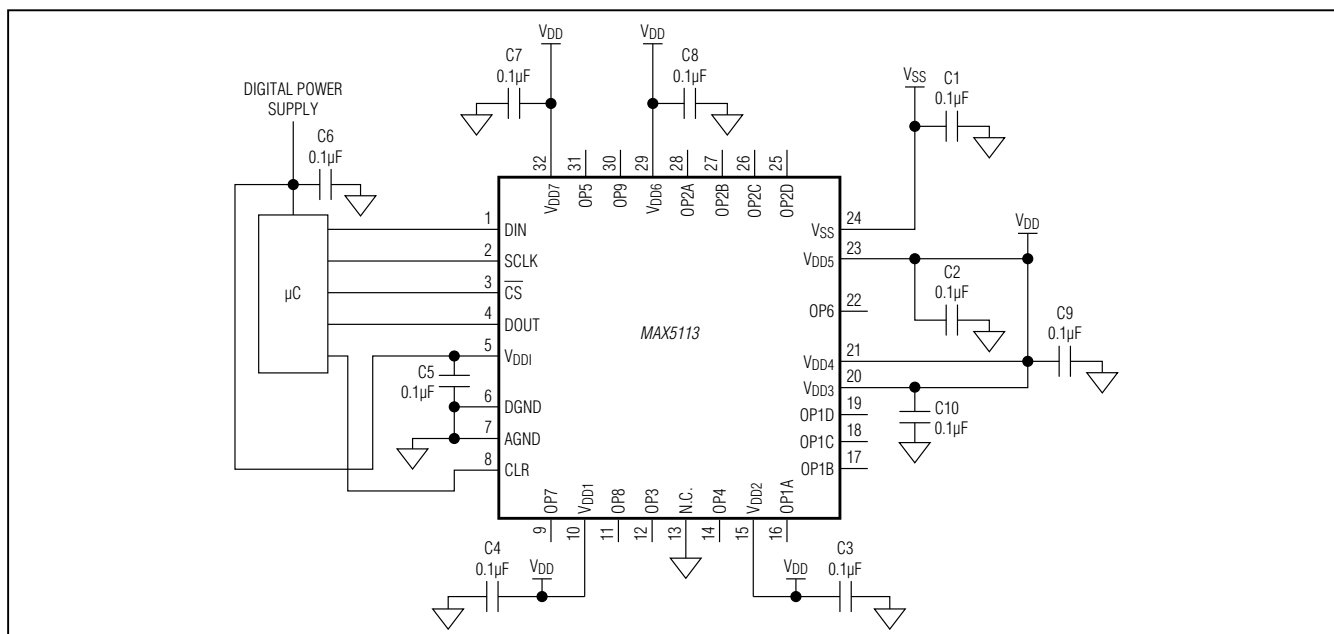 VDD
VDD
C7
0.1µF
C8
0.1µF
VSS
C1
0.1µF
DIGITAL POWER
SUPPLY
C6
0.1µF
32
31
30
29
28
27
26
25
VDD7
OP5
OP9
VDD6
OP2A
OP2B
OP2C
OP2D
µC
1
DIN
2
SCLK
3
CS
4
DOUT
5
VDDI
6
DGND
7
AGND
8
CLR
C5
0.1µF
MAX5113
VSS
24
VDD5
23
OP6
22
VDD4
21
VDD3
20
OP1D
19
OP1C
18
OP1B
17
VDD
C2
0.1µF
C9
0.1µF
C10
0.1µF
OP7
VDD1
OP8
OP3
N.C.
OP4
VDD2
OP1A
9
10
11
12
13
14
15
16
C4
0.1µF
VDD
VDD
C3
0.1µF